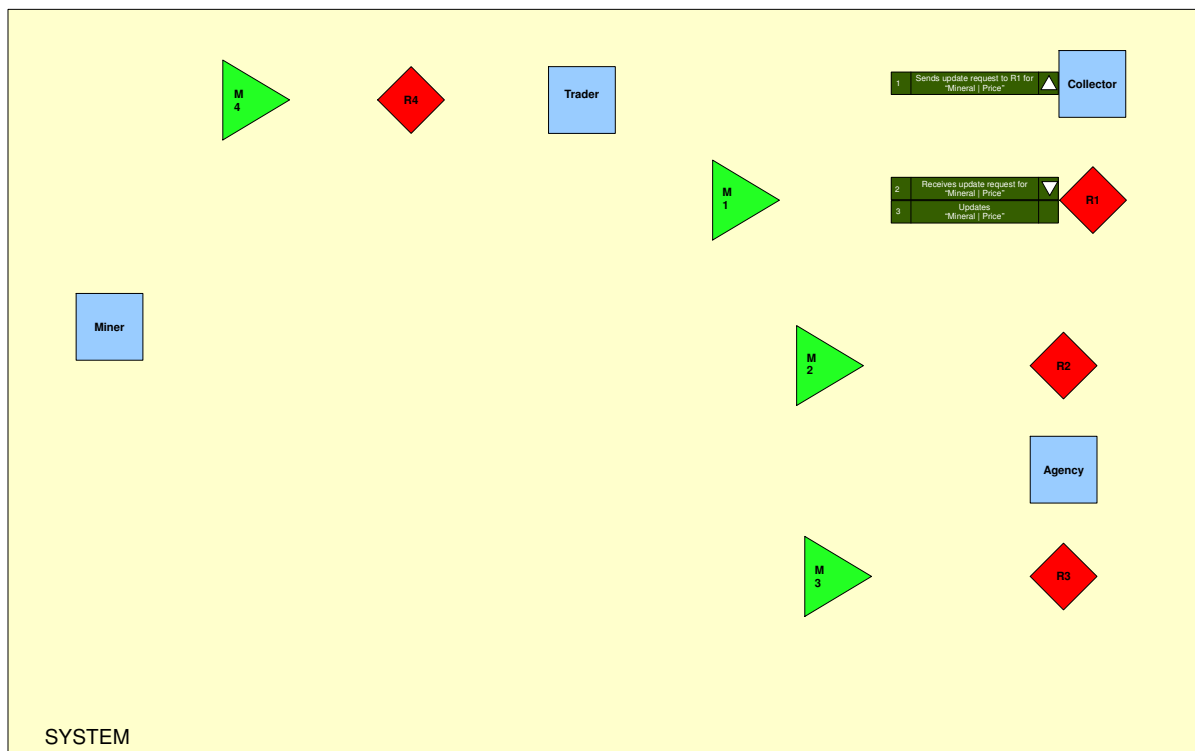 M
4
R4
Trader
1
Sends update request to R1 for
"Mineral | Price"
Collector
M
1
2
Receives update request for
"Mineral | Price"
3
Updates
"Mineral | Price"
R1
Miner
M
2
R2
Agency
M
3
R3
SYSTEM